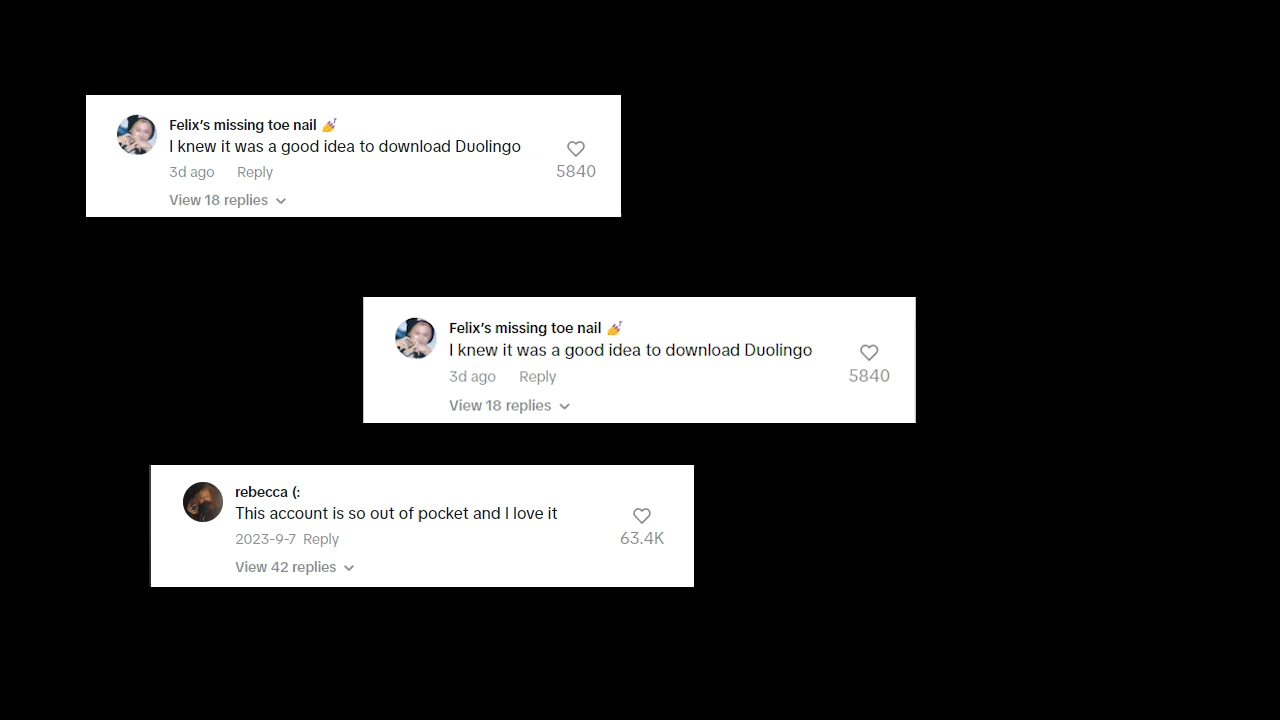 Felix's missing toe nail 💅
I knew it was a good idea to download Duolingo
5840
3d ago Reply
View 18 replies
Felix's missing toe nail 💅
I knew it was a good idea to download Duolingo
5840
3d ago Reply
View 18 replies
rebecca (:
This account is so out of pocket and I love it
63.4K
2023-9-7 Reply
View 42 replies